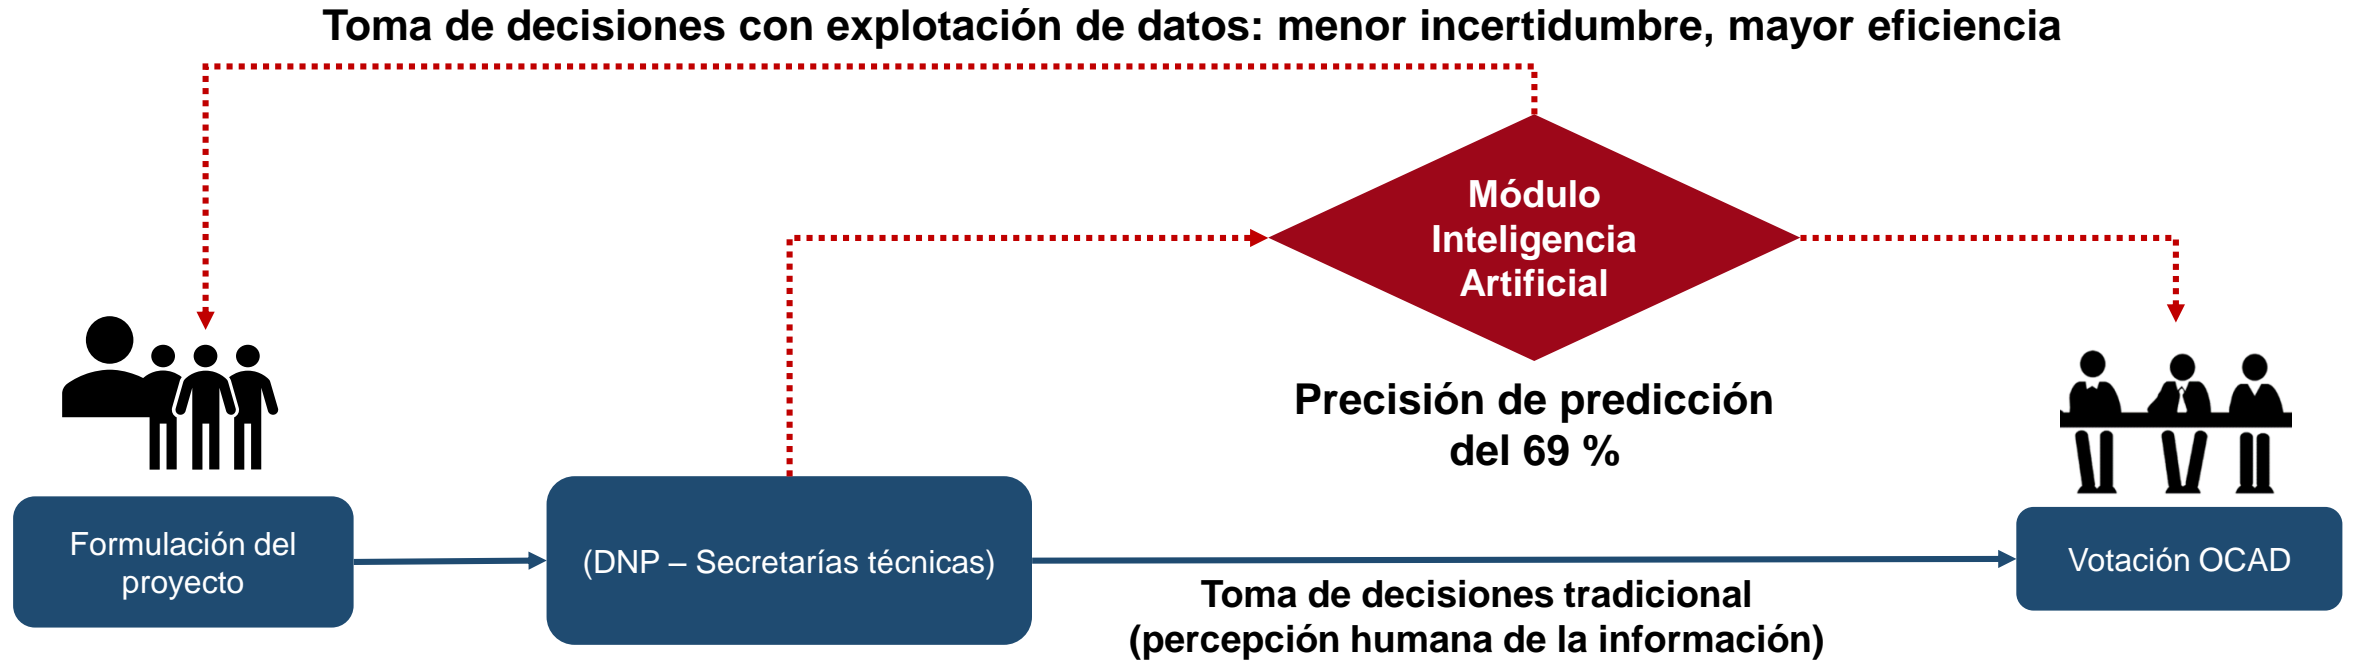 Toma de decisiones con explotación de datos: menor incertidumbre, mayor eficiencia
Módulo
Inteligencia
Artificial
Precisión de predicción
del 69 %
Formulación del
proyecto
(DNP – Secretarías técnicas)
Votación OCAD
Toma de decisiones tradicional
(percepción humana de la información)